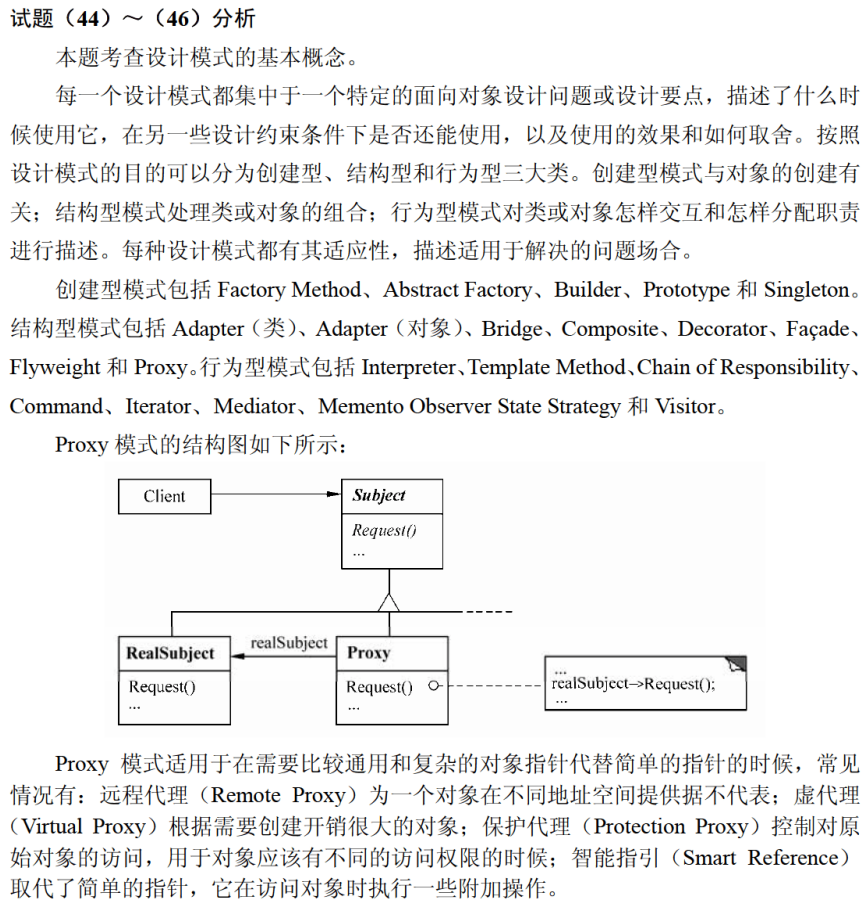 试题（44）～（46）分析
本题考查设计模式的基本概念。
每一个设计模式都集中于一个特定的面向对象设计问题或设计要点，描述了什么时
候使用它，在另一些设计约束条件下是否还能使用，以及使用的效果和如何取舍。按照
设计模式的目的可以分为创建型、结构型和行为型三大类。创建型模式与对象的创建有
关；结构型模式处理类或对象的组合；行为型模式对类或对象怎样交互和怎样分配职责
进行描述。每种设计模式都有其适应性，描述适用于解决的问题场合。
创建型模式包括 Factory Method、Abstract Factory、Builder、Prototype 和 Singleton。
结构型模式包括 Adapter（类）、Adapter（对象）、Bridge、Composite、Decorator、Façade、
Flyweight 和 Proxy。行为型模式包括 Interpreter、Template Method、Chain of Responsibility、
Command、Iterator、Mediator、Memento Observer State Strategy 和 Visitor。
Proxy 模式的结构图如下所示：
Client
Subject
Request()
...
RealSubject
Request()
...
realSubject
Proxy
Request()
...
...
realSubject->Request();
...
Proxy 模式适用于在需要比较通用和复杂的对象指针代替简单的指针的时候，常见
情况有：远程代理（Remote Proxy）为一个对象在不同地址空间提供据不代表；虚代理
（Virtual Proxy）根据需要创建开销很大的对象；保护代理（Protection Proxy）控制对原
始对象的访问，用于对象应该有不同的访问权限的时候；智能指引（Smart Reference）
取代了简单的指针，它在访问对象时执行一些附加操作。